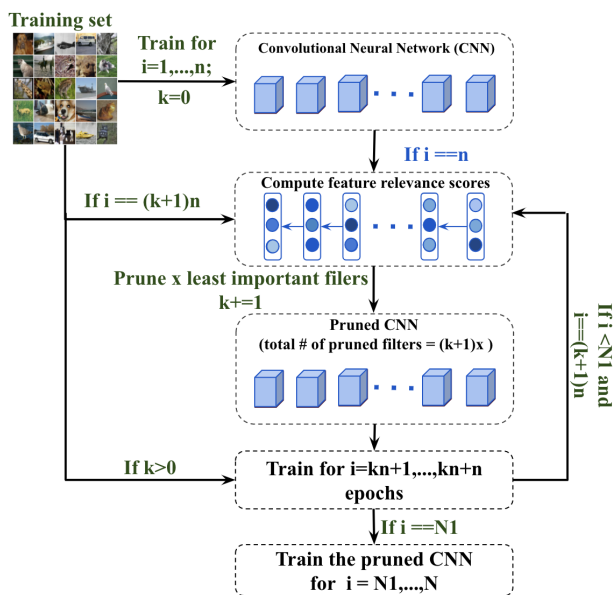 Training set
Train for
i=1,...,n;
k=0
Convolutional Neural Network (CNN)
If i ==n
Compute feature relevance scores
If i == (k+1)n
Prune x least important filers
k+=1
Pruned CNN
(total # of pruned filters = (k+1)x )
If i <N1 and
i==(k+1)n
If k>0
Train for i=kn+1,...,kn+n
epochs
If i ==N1
Train the pruned CNN
for i = N1,...,N